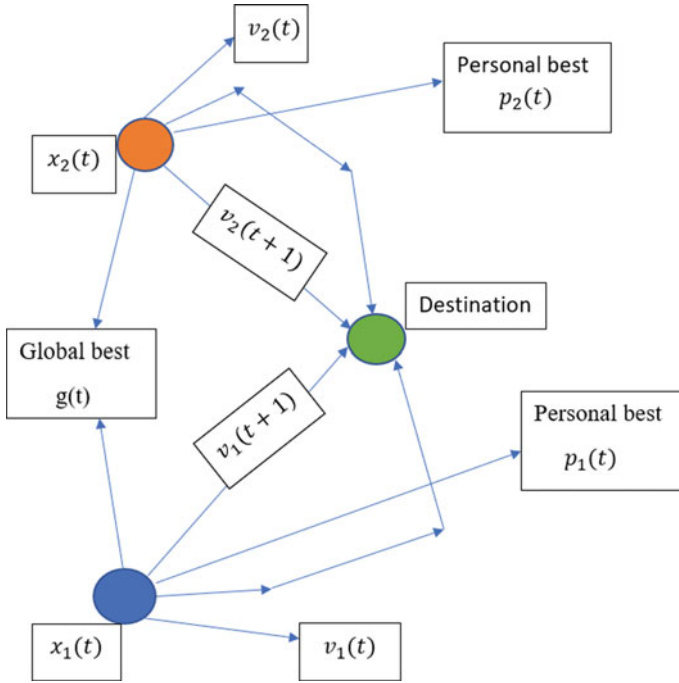 v₂(t)
Personal best
p₂(t)
x₂(t)
v₂(t + 1)
Destination
Global best
g(t)
v₁(t + 1)
Personal best
p₁(t)
x₁(t)
v₁(t)